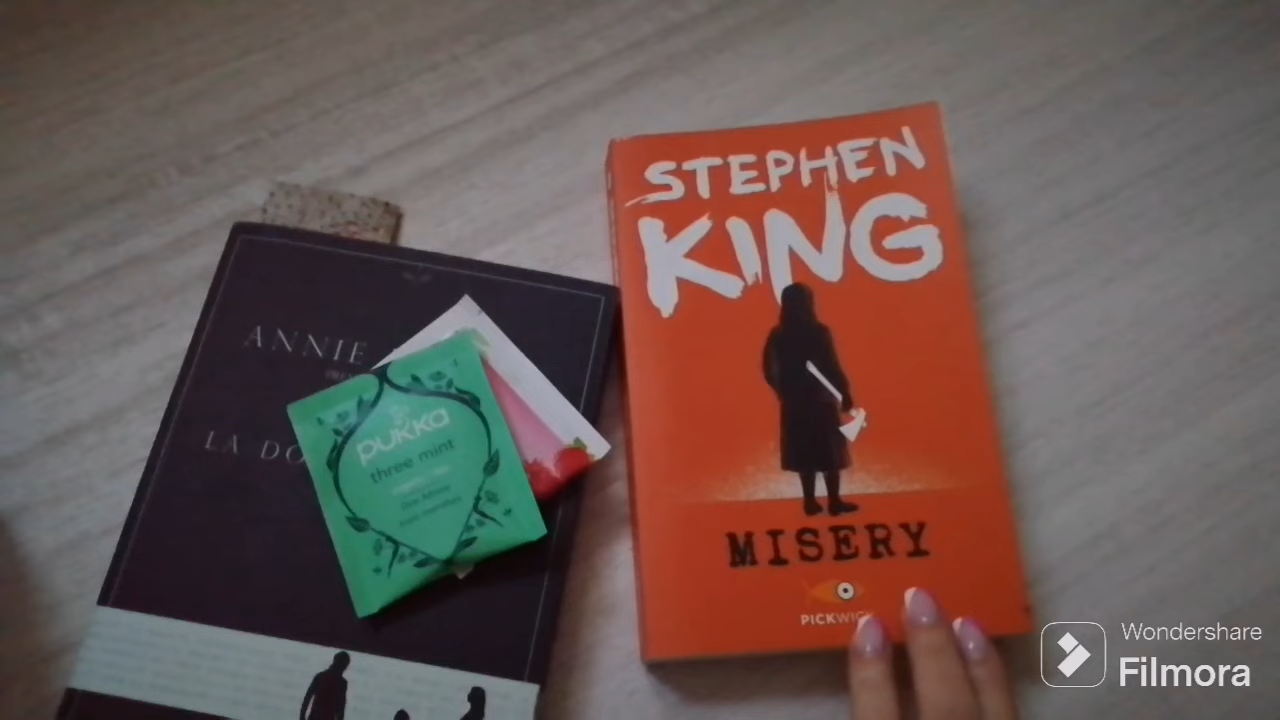 STEPHEN
KING
MISERY
PICKWICK
ANNIE
LA DO
pukka
three mint
Wondershare
Filmora